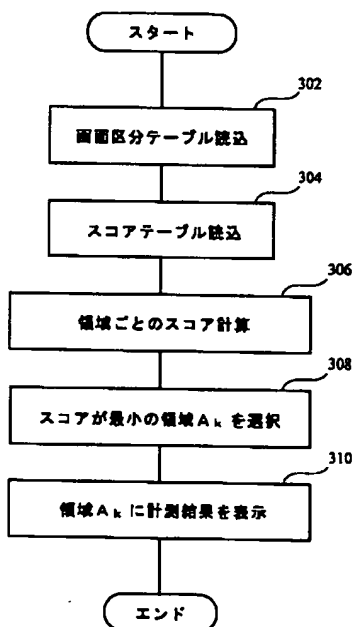 スタート
302
画面区分テーブル読込
304
スコアテーブル読込
306
領域ごとのスコア計算
308
スコアが最小の領域Aₖを選択
310
領域Aₖに計測結果を表示
エンド